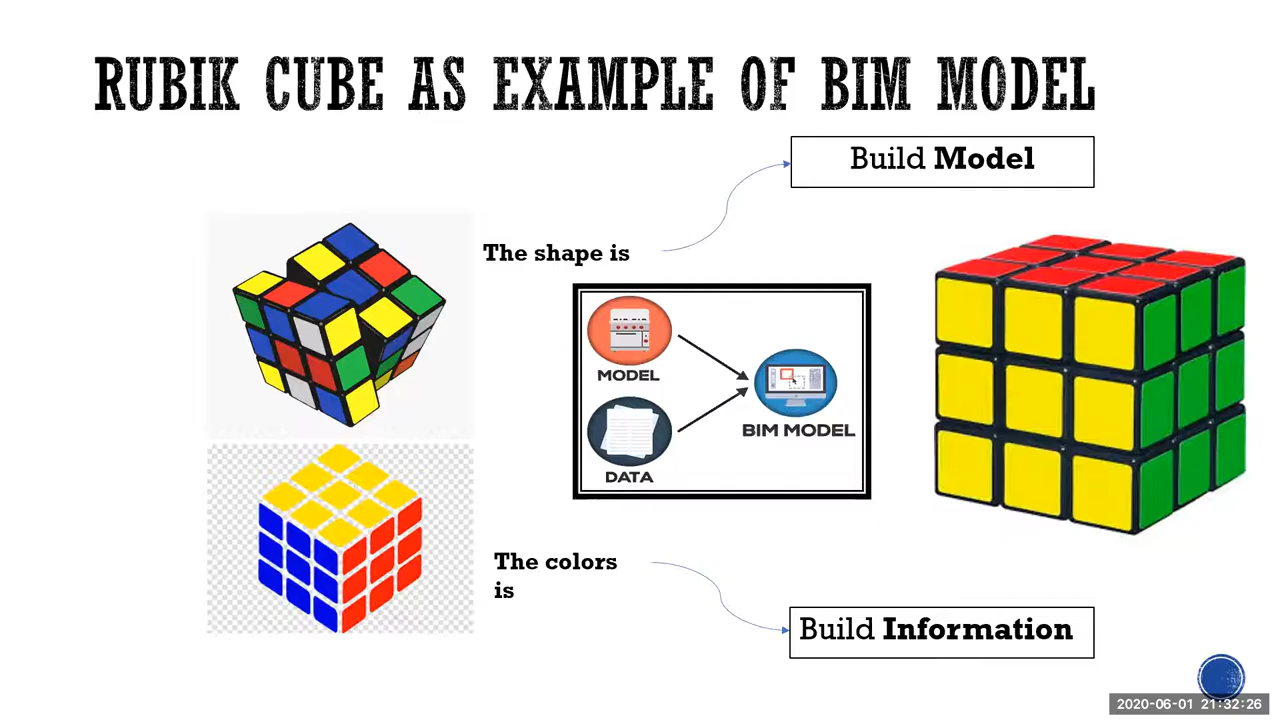 RUBIK CUBE AS EXAMPLE OF BIM MODEL
Build Model
The shape is
MODEL
BIM MODEL
DATA
The colors
is
Build Information
2020-06-01 21:32:26